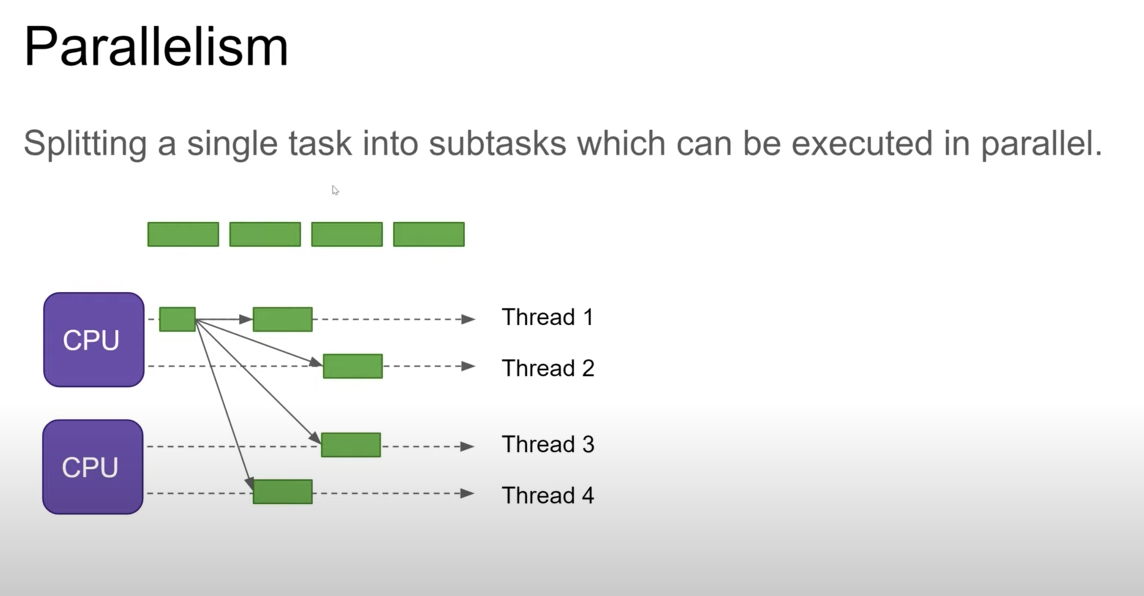 Parallelism
Splitting a single task into subtasks which can be executed in parallel.
CPU
Thread 1
Thread 2
CPU
Thread 3
Thread 4